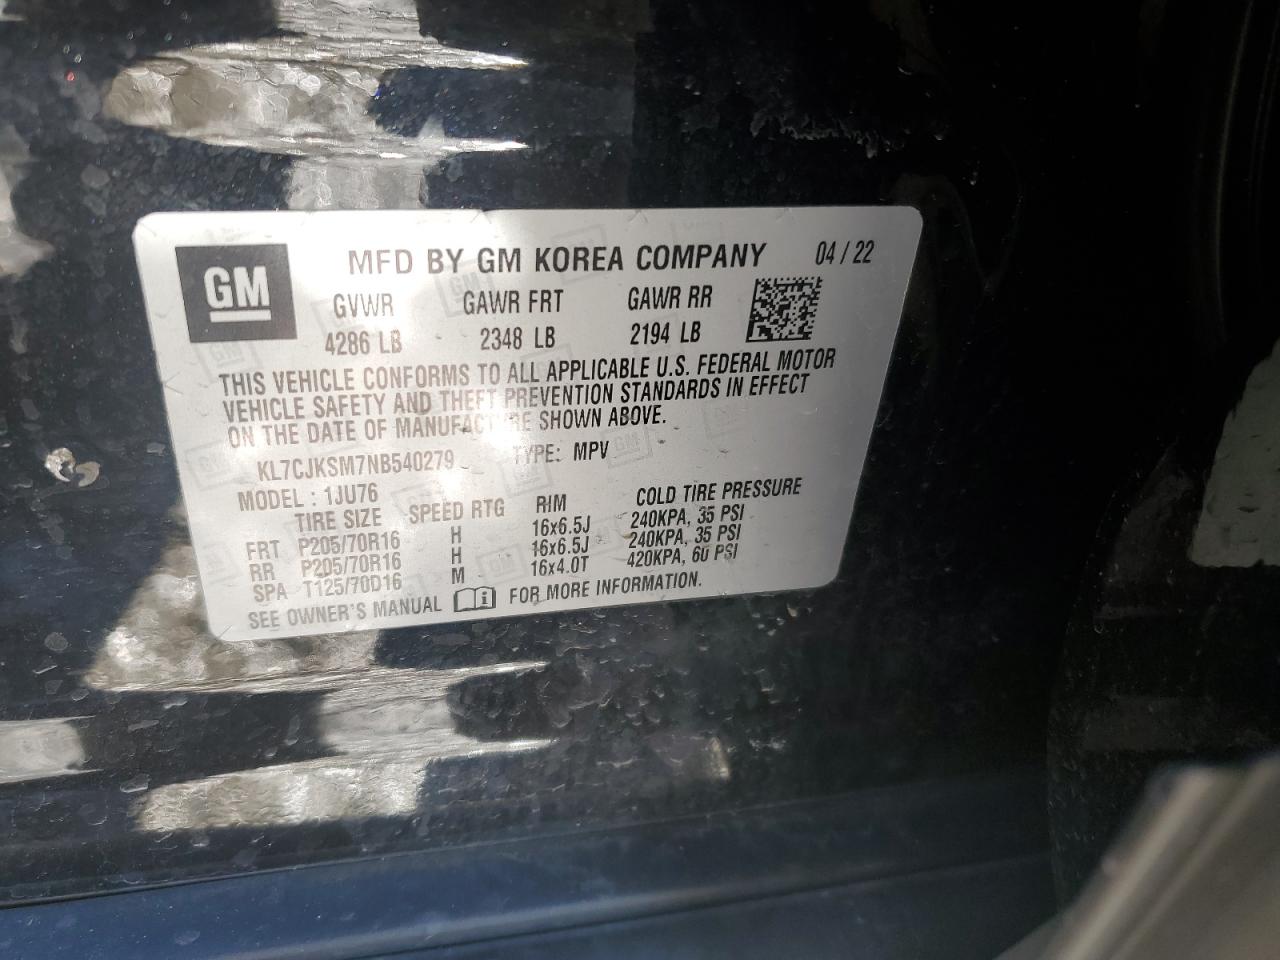 GM
MFD BY GM KOREA COMPANY 04 / 22
GVWR GAWR FRT GAWR RR
4286 LB 2348 LB 2194 LB
THIS VEHICLE CONFORMS TO ALL APPLICABLE U.S. FEDERAL MOTOR
VEHICLE SAFETY AND THEFT PREVENTION STANDARDS IN EFFECT
ON THE DATE OF MANUFACTURE SHOWN ABOVE.
KL7CJKSM7NB540279 TYPE: MPV
MODEL : 1JU76
TIRE SIZE SPEED RTG RIM COLD TIRE PRESSURE
FRT P205/70R16 H 16x6.5J 240KPA, 35 PSI
RR P205/70R16 H 16x6.5J 240KPA, 35 PSI
SPA T125/70D16 M 16x4.0T 420KPA, 60 PSI
SEE OWNER'S MANUAL FOR MORE INFORMATION.